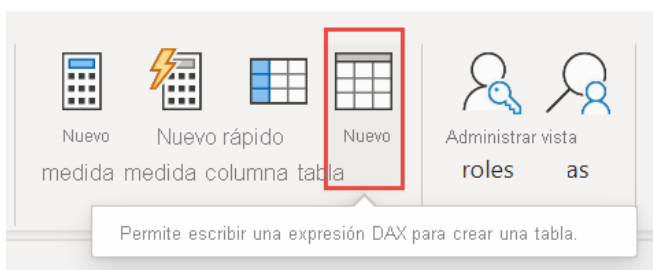 Nuevo Nuevo rápido Nuevo Administrar vista
medida medida columna tabla roles as
Permite escribir una expresión DAX para crear una tabla.